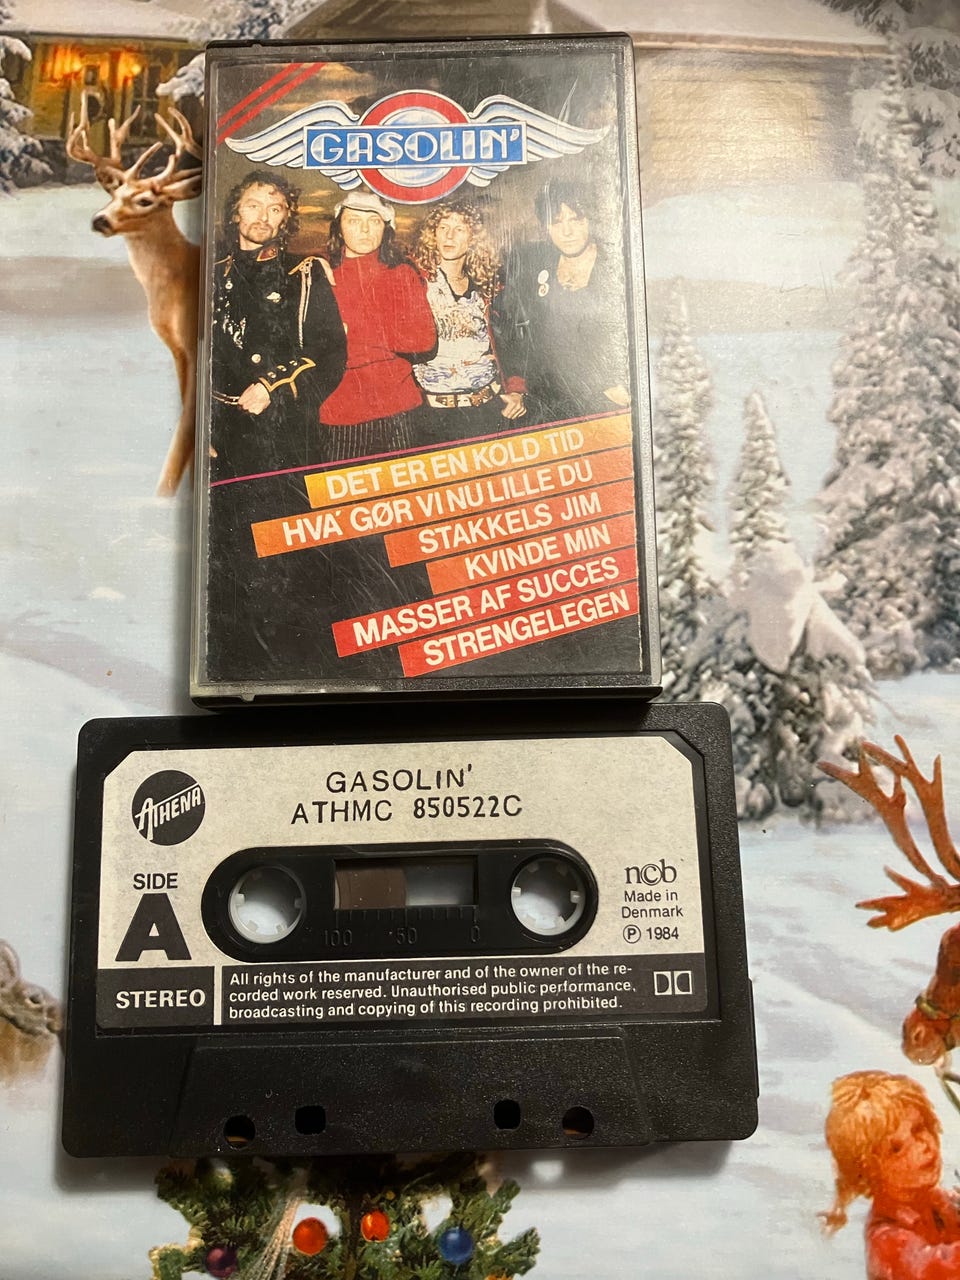 GASOLIN'
DET ER EN KOLD TID
HVA' GØR VI NU LILLE DU
STAKKELS JIM
KVINDE MIN
MASSER AF SUCCES
STRENGELEGEN
ATHENA
GASOLIN'
ATHMC 850522C
SIDE
A
100 50 0
ncb
Made in
Denmark
Ⓟ 1984
STEREO
All rights of the manufacturer and of the owner of the re-
corded work reserved. Unauthorised public performance,
broadcasting and copying of this recording prohibited.